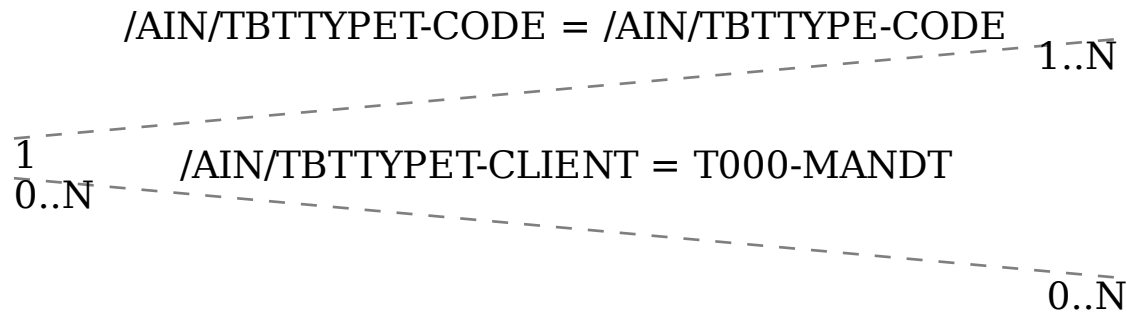 /AIN/TBTTYPET-CODE = /AIN/TBTTYPE-CODE
1..N
1
/AIN/TBTTYPET-CLIENT = T000-MANDT
0..N
0..N